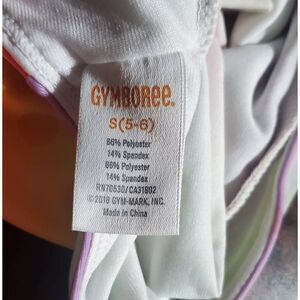 GYMBOREE.
S(5-6)
86% Polyester
14% Spandex
86% Polyester
14% Spandex
RN70530/CA31802
©2018 GYM-MARK, INC.
Made In China